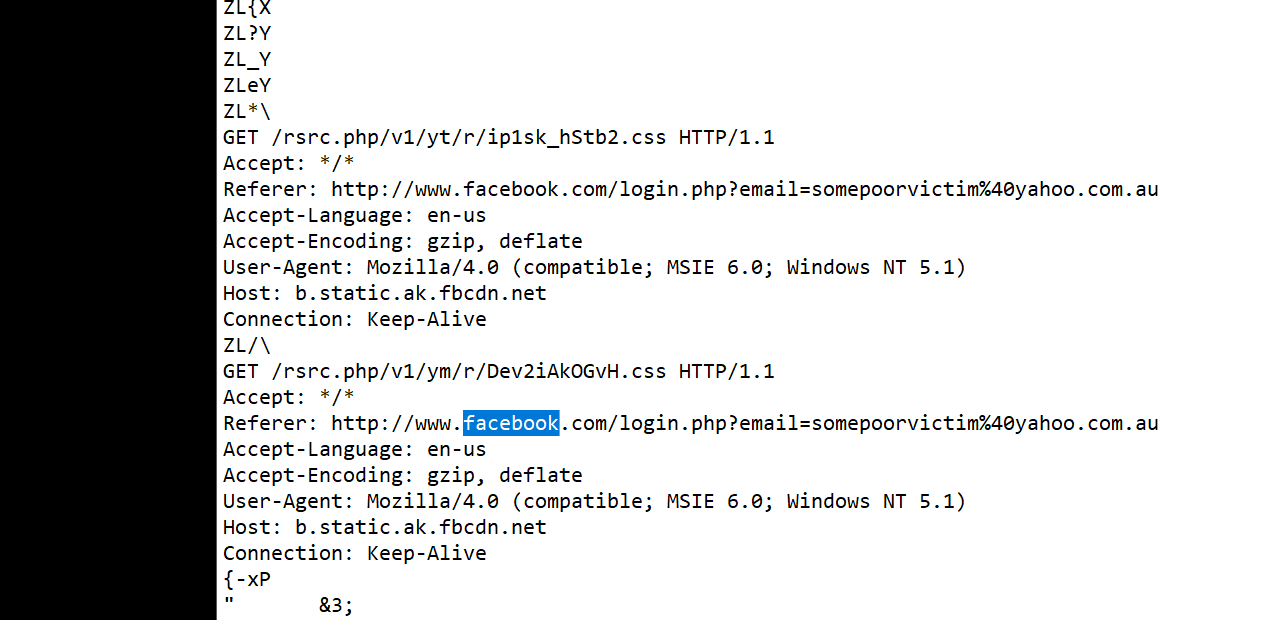 ZL{X
ZL?Y
ZL_Y
ZLeY
ZL*\
GET /rsrc.php/v1/yt/r/ip1sk_hStb2.css HTTP/1.1
Accept: */*
Referer: http://www.facebook.com/login.php?email=somepoorvictim%40yahoo.com.au
Accept-Language: en-us
Accept-Encoding: gzip, deflate
User-Agent: Mozilla/4.0 (compatible; MSIE 6.0; Windows NT 5.1)
Host: b.static.ak.fbcdn.net
Connection: Keep-Alive
ZL/\
GET /rsrc.php/v1/ym/r/Dev2iAkOGvH.css HTTP/1.1
Accept: */*
Referer: http://www.facebook.com/login.php?email=somepoorvictim%40yahoo.com.au
Accept-Language: en-us
Accept-Encoding: gzip, deflate
User-Agent: Mozilla/4.0 (compatible; MSIE 6.0; Windows NT 5.1)
Host: b.static.ak.fbcdn.net
Connection: Keep-Alive
{-xP
"       &3;